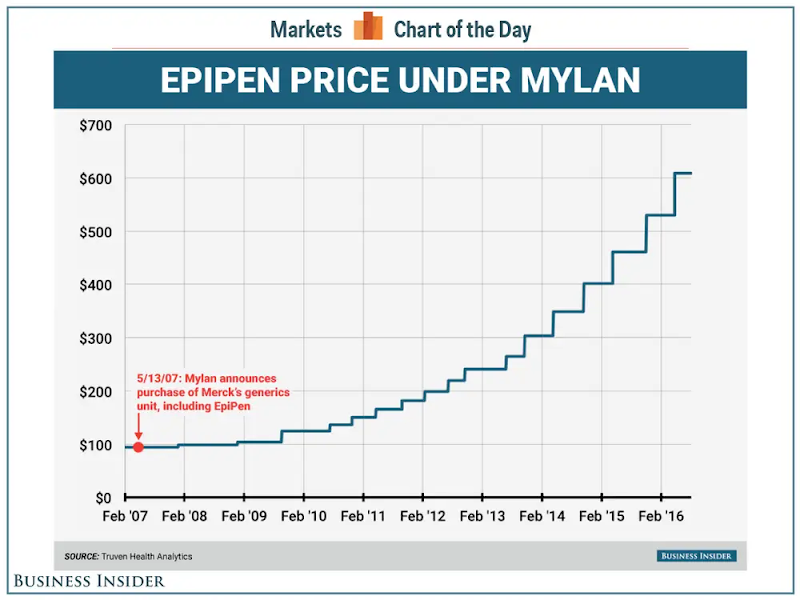 Markets Chart of the Day
EPIPEN PRICE UNDER MYLAN
$700
$600
$500
$400
$300
$200
$100
$0
5/13/07: Mylan announces
purchase of Merck's generics
unit, including EpiPen
Feb '07 Feb '08 Feb '09 Feb '10 Feb '11 Feb '12 Feb '13 Feb '14 Feb '15 Feb '16
SOURCE: Truven Health Analytics BUSINESS INSIDER
BUSINESS INSIDER